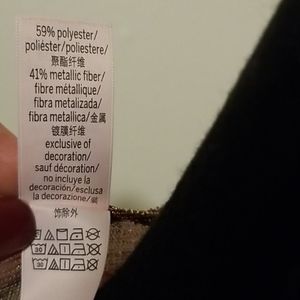 59% polyester/
poliéster/poliestere/
聚酯纤维
41% metallic fiber/
fibre métallique/
fibra metalizada/
fibra metallica/金属
镀膜纤维
exclusive of
decoration/
sauf décoration/
no incluye la
decoración/esclusa
la decorazione/
饰除外